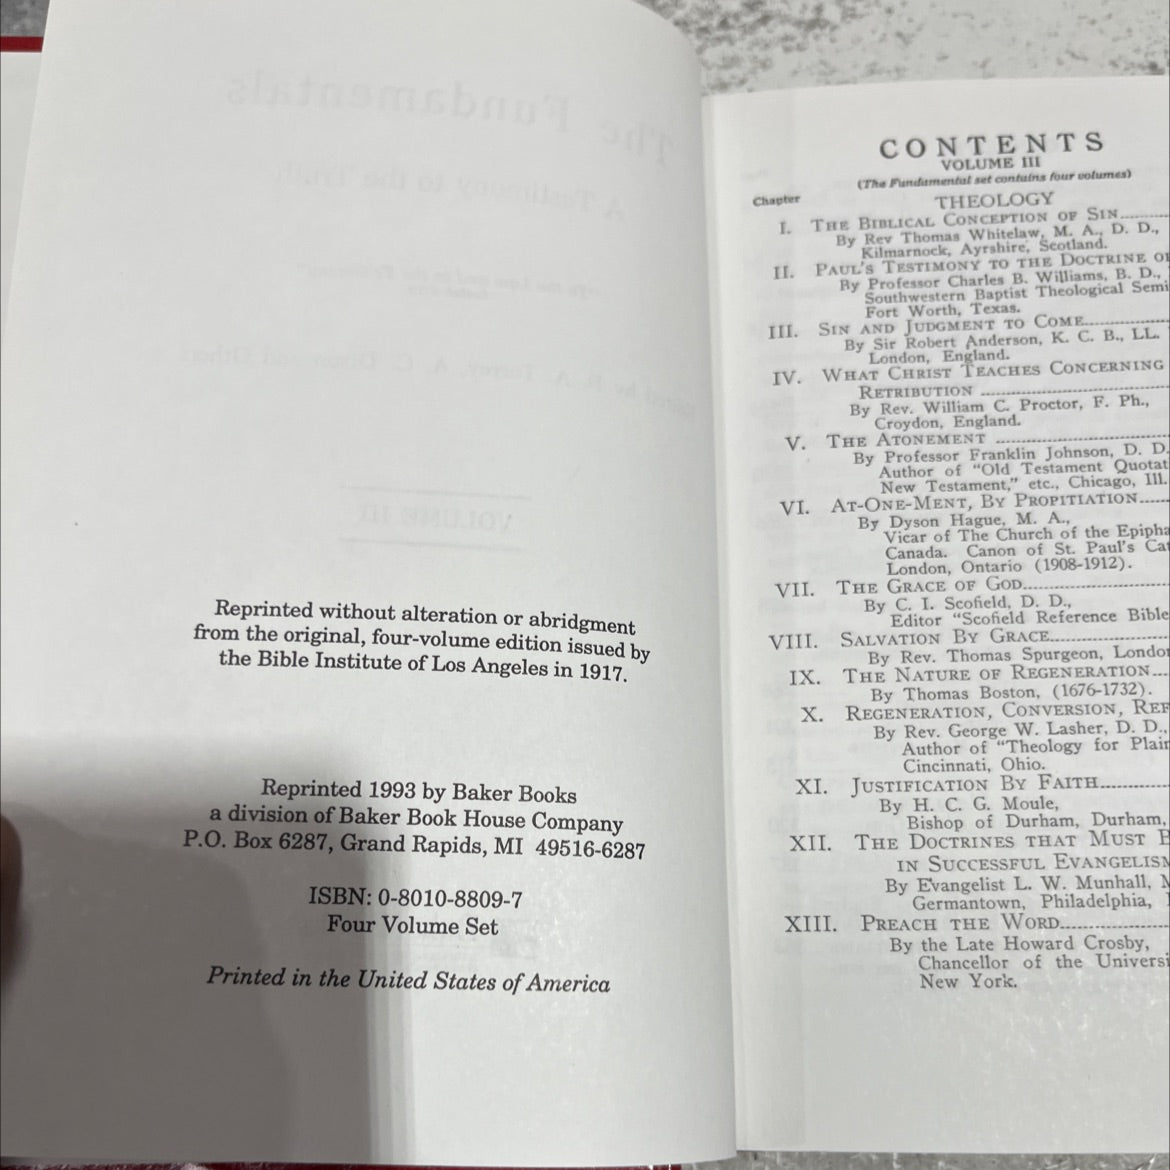 Reprinted without alteration or abridgment
from the original, four-volume edition issued by
the Bible Institute of Los Angeles in 1917.
Reprinted 1993 by Baker Books
a division of Baker Book House Company
P.O. Box 6287, Grand Rapids, MI 49516-6287
ISBN: 0-8010-8809-7
Four Volume Set
Printed in the United States of America
CONTENTS
VOLUME III
(The Fundamental set contains four volumes)
Chapter
THEOLOGY
I. THE BIBLICAL CONCEPTION OF SIN
By Rev Thomas Whitelaw, M. A., D. D.,
Kilmarnock, Ayrshire, Scotland.
II. PAUL'S TESTIMONY TO THE DOCTRINE OF
By Professor Charles B. Williams, B. D.,
Southwestern Baptist Theological Semi
Fort Worth, Texas.
III. SIN AND JUDGMENT TO COME
By Sir Robert Anderson, K. C. B., LL.
London, England.
IV. WHAT CHRIST TEACHES CONCERNING
RETRIBUTION
By Rev. William C. Proctor, F. Ph.,
Croydon, England.
V. THE ATONEMENT
By Professor Franklin Johnson, D. D.
Author of "Old Testament Quotat
New Testament," etc., Chicago, Ill.
VI. AT-ONE-MENT, BY PROPITIATION
By Dyson Hague, M. A.,
Vicar of The Church of the Epipha
Canada. Canon of St. Paul's Cat
London, Ontario (1908-1912).
VII. THE GRACE OF GOD
By C. I. Scofield, D. D.,
Editor "Scofield Reference Bible
VIII. SALVATION BY GRACE
By Rev. Thomas Spurgeon, London
IX. THE NATURE OF REGENERATION
By Thomas Boston, (1676-1732).
X. REGENERATION, CONVERSION, REF
By Rev. George W. Lasher, D. D.,
Author of "Theology for Plain
Cincinnati, Ohio.
XI. JUSTIFICATION BY FAITH
By H. C. G. Moule,
Bishop of Durham, Durham,
XII. THE DOCTRINES THAT MUST B
IN SUCCESSFUL EVANGELISM
By Evangelist L. W. Munhall, M
Germantown, Philadelphia,
XIII. PREACH THE WORD
By the Late Howard Crosby,
Chancellor of the Universi
New York.